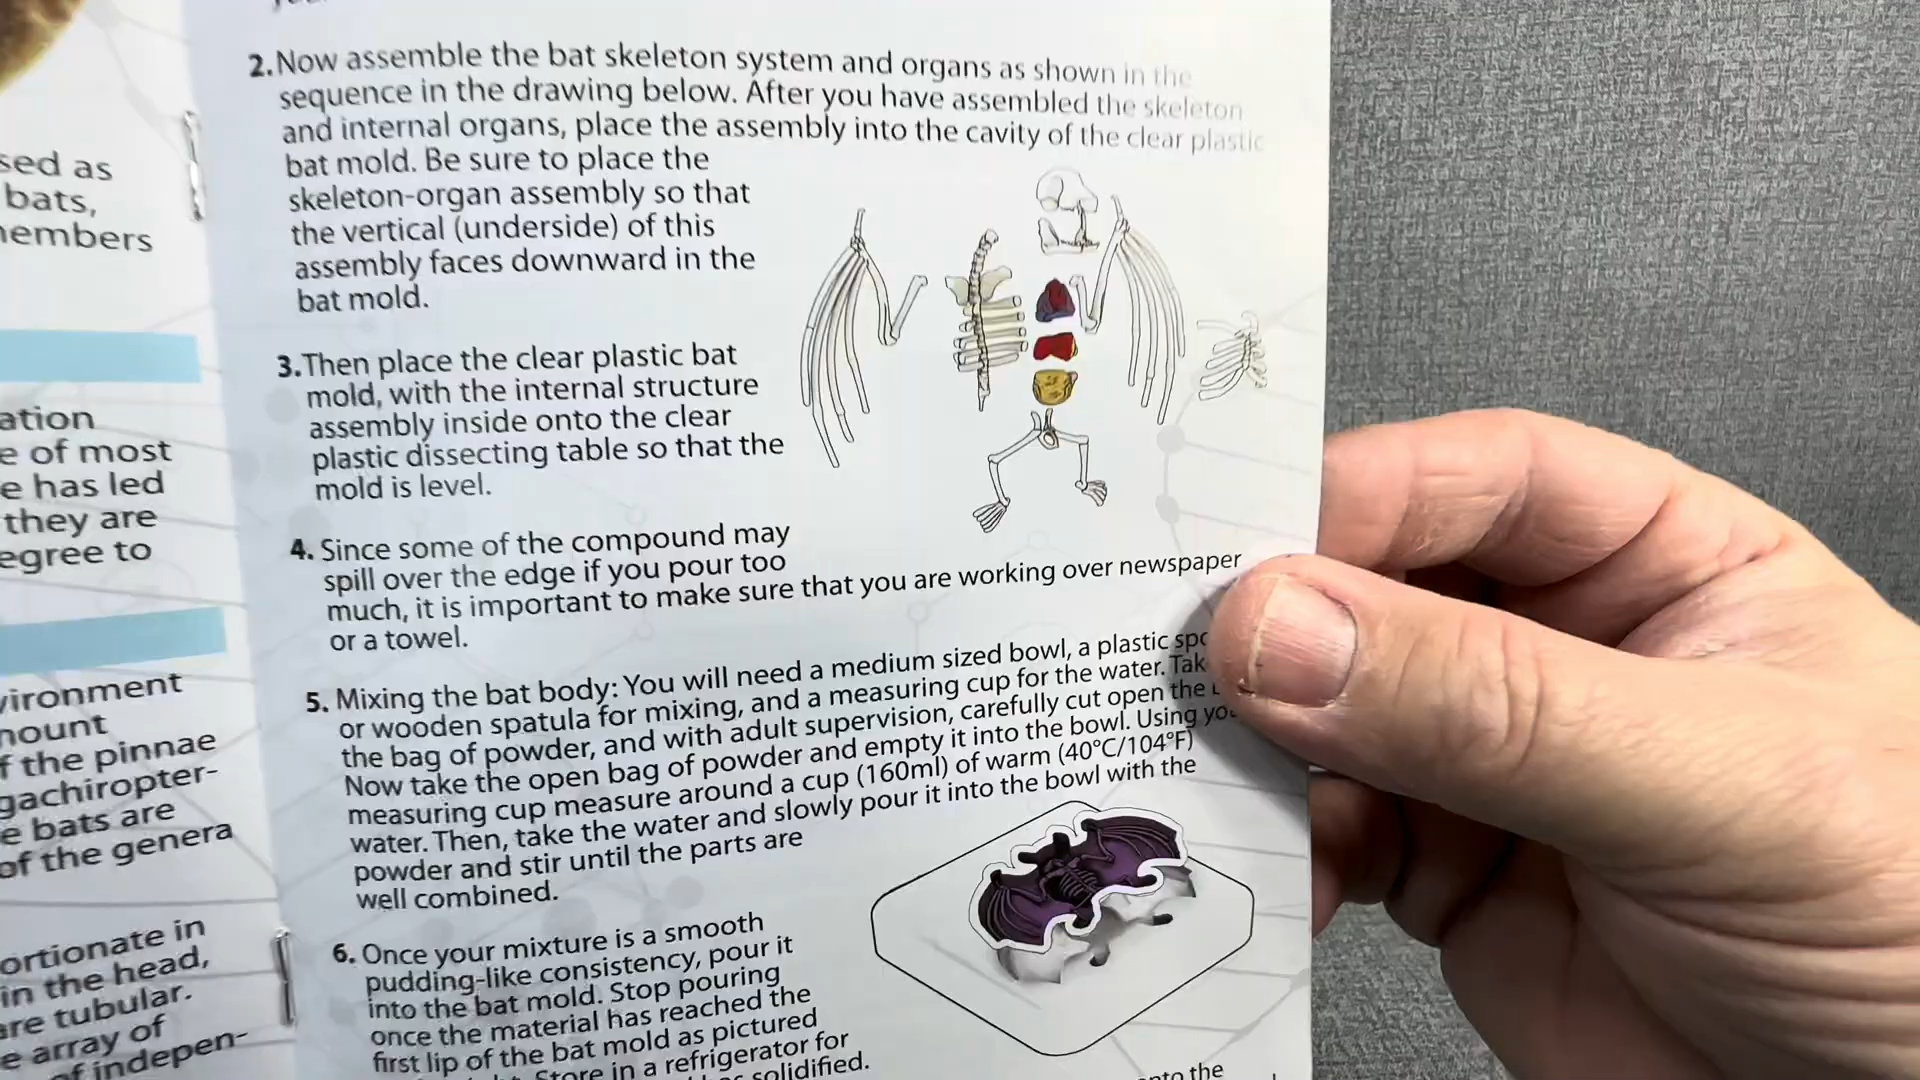 sed as
bats,
members
ation
e of most
e has led
they are
egree to
vironment
mount
f the pinnae
gachiropter-
e bats are
of the genera
ortionate in
in the head,
are tubular.
e array of
of indepen-
2. Now assemble the bat skeleton system and organs as shown in the
sequence in the drawing below. After you have assembled the skeleton
and internal organs, place the assembly into the cavity of the clear plastic
bat mold. Be sure to place the
skeleton-organ assembly so that
the vertical (underside) of this
assembly faces downward in the
bat mold.
3. Then place the clear plastic bat
mold, with the internal structure
assembly inside onto the clear
plastic dissecting table so that the
mold is level.
4. Since some of the compound may
spill over the edge if you pour too
much, it is important to make sure that you are working over newspaper
or a towel.
5. Mixing the bat body: You will need a medium sized bowl, a plastic spo
or wooden spatula for mixing, and a measuring cup for the water. Tak
the bag of powder, and with adult supervision, carefully cut open the
Now take the open bag of powder and empty it into the bowl. Using yo
measuring cup measure around a cup (160ml) of warm (40°C/104°F)
water. Then, take the water and slowly pour it into the bowl with the
powder and stir until the parts are
well combined.
6. Once your mixture is a smooth
pudding-like consistency, pour it
into the bat mold. Stop pouring
once the material has reached the
first lip of the bat mold as pictured
Store in a refrigerator for
solidified.
onto the